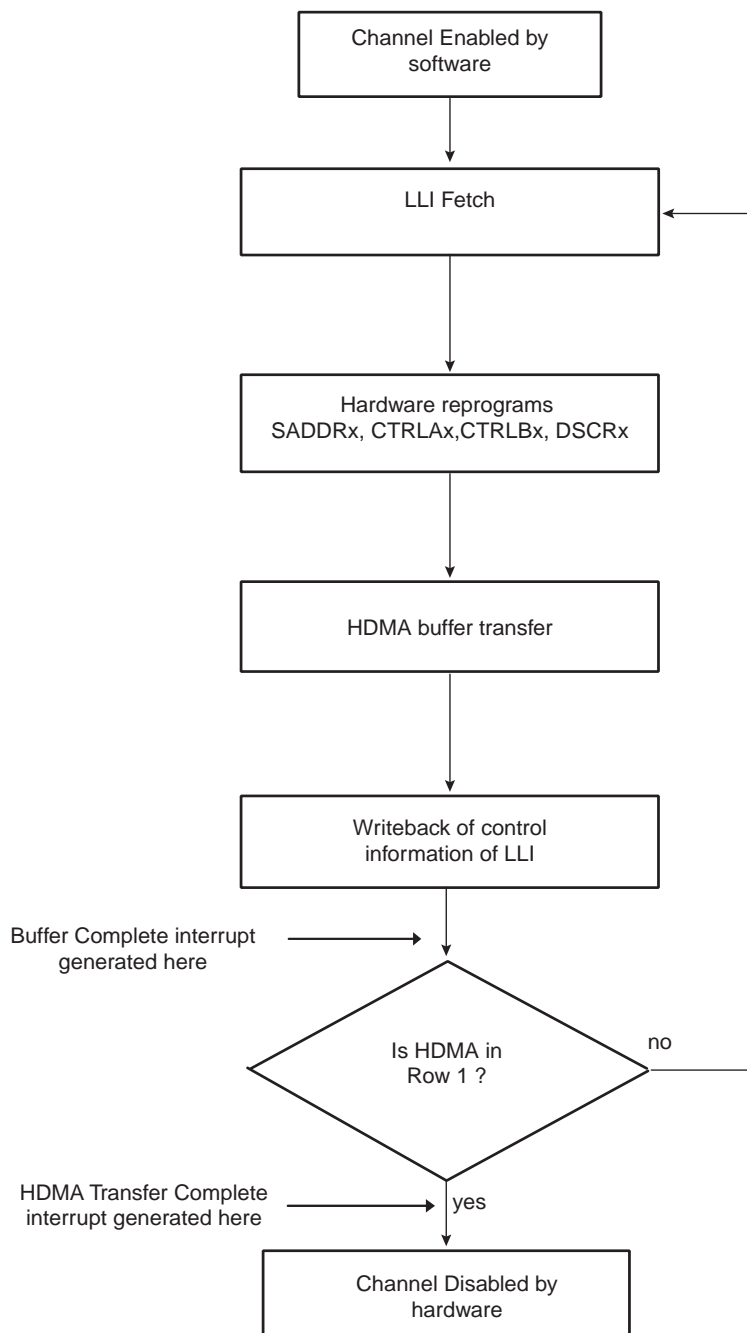 Channel Enabled by
software
LLI Fetch
Hardware reprograms
SADDRx, CTRLAx,CTRLBx, DSCRx
HDMA buffer transfer
Writeback of control
information of LLI
Buffer Complete interrupt
generated here
Is HDMA in
Row 1 ?
no
HDMA Transfer Complete
interrupt generated here
yes
Channel Disabled by
hardware